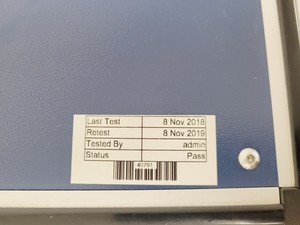 Last Test 8 Nov 2018
Retest 8 Nov 2019
Tested By admin
Status Pass
40791